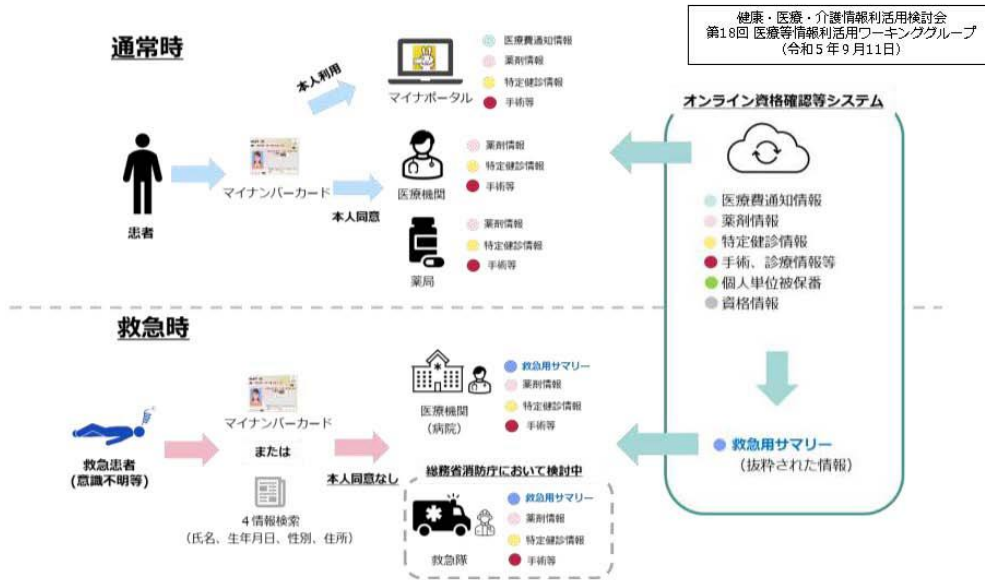 健康・医療・介護情報利活用検討会
第18回 医療等情報利活用ワーキンググループ
(令和5年9月11日)
通常時
患者
マイナンバーカード
本人利用
マイナポータル
医療費通知情報
薬剤情報
特定健診情報
手術等
本人同意
医療機関
薬剤情報
特定健診情報
手術等
薬局
薬剤情報
特定健診情報
手術等
オンライン資格確認等システム
医療費通知情報
薬剤情報
特定健診情報
手術、診療情報等
個人単位被保番
資格情報
救急用サマリー
(抜粋された情報)
救急時
救急患者
(意識不明等)
マイナンバーカード
または
4情報検索
(氏名、生年月日、性別、住所)
本人同意なし
医療機関
(病院)
救急用サマリー
薬剤情報
特定健診情報
手術等
総務省消防庁において検討中
救急隊
救急用サマリー
薬剤情報
特定健診情報
手術等